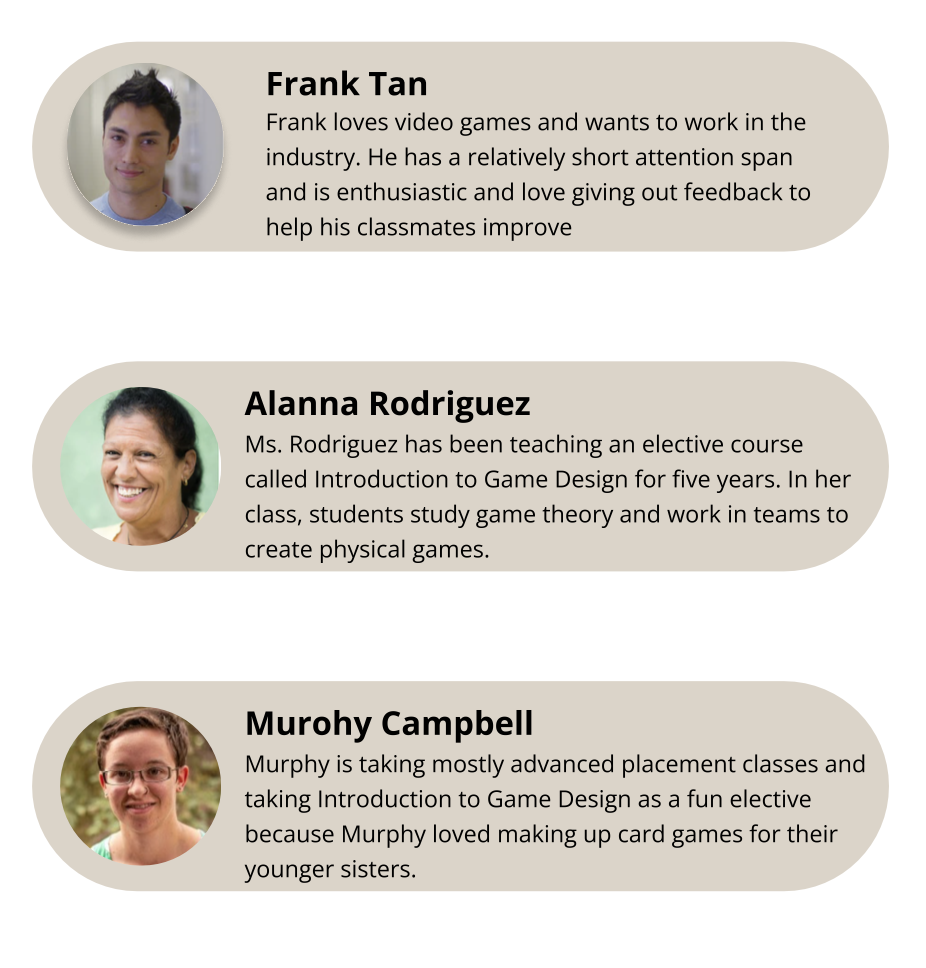 Frank Tan
Frank loves video games and wants to work in the
industry. He has a relatively short attention span
and is enthusiastic and love giving out feedback to
help his classmates improve
Alanna Rodriguez
Ms. Rodriguez has been teaching an elective course
called Introduction to Game Design for five years. In her
class, students study game theory and work in teams to
create physical games.
Murohy Campbell
Murphy is taking mostly advanced placement classes and
taking Introduction to Game Design as a fun elective
because Murphy loved making up card games for their
younger sisters.